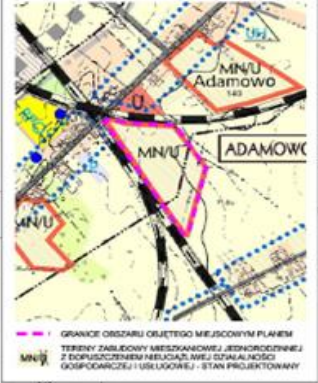 MN/U
Adamowo
U
MN/U
ADAMOWO
MN/U
GRANICE OBSZARU OBJĘTEGO MIEJSCOWYM PLANEM
MN/U
TERENY ZABUDOWY MIESZKANIOWEJ JEDNORODZINNEJ
Z DOPUSZCZENIEM NIEUCIĄŻLIWEJ DZIAŁALNOŚCI
GOSPODARCZEJ I USŁUGOWEJ - STAN PROJEKTOWANY